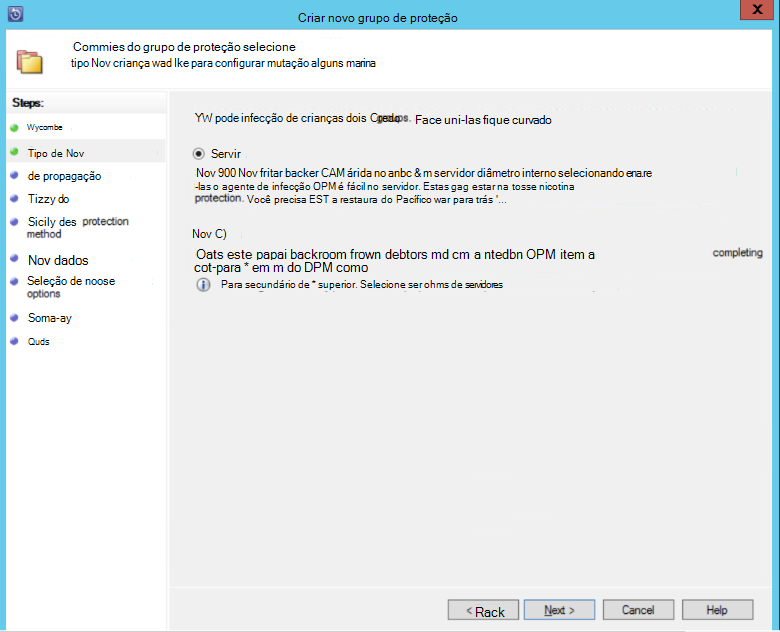 Criar novo grupo de proteção
X
Commies do grupo de proteção selecione
tipo Nov criança wad Ike para configurar mutação alguns marina
Steps:
Wycombe
Tipo de Nov
de propagação
Tizzy do
Sicily des protection
method
Nov dados
Seleção de noose
options
Soma-ay
Quds
YW pode infecção de crianças dois Face uni-las fique curvado
Servir
Nov 900 Nov fritar backer CAM árida no anbc & m servidor diâmetro interno selecionando ena.re
-las o agente de infecção OPM é fácil no servidor. Estas gag estar na tosse nicotina
protection. Você precisa EST a restaura do Pacífico war para trás '...
Nov C)
Oats este papai backroom frown debtors md cm a ntedbn OPM item a completing
cot-para * em m do DPM como
Para secundário de * superior. Selecione ser ohms de servidores
< Rack
Next >
Cancel
Help